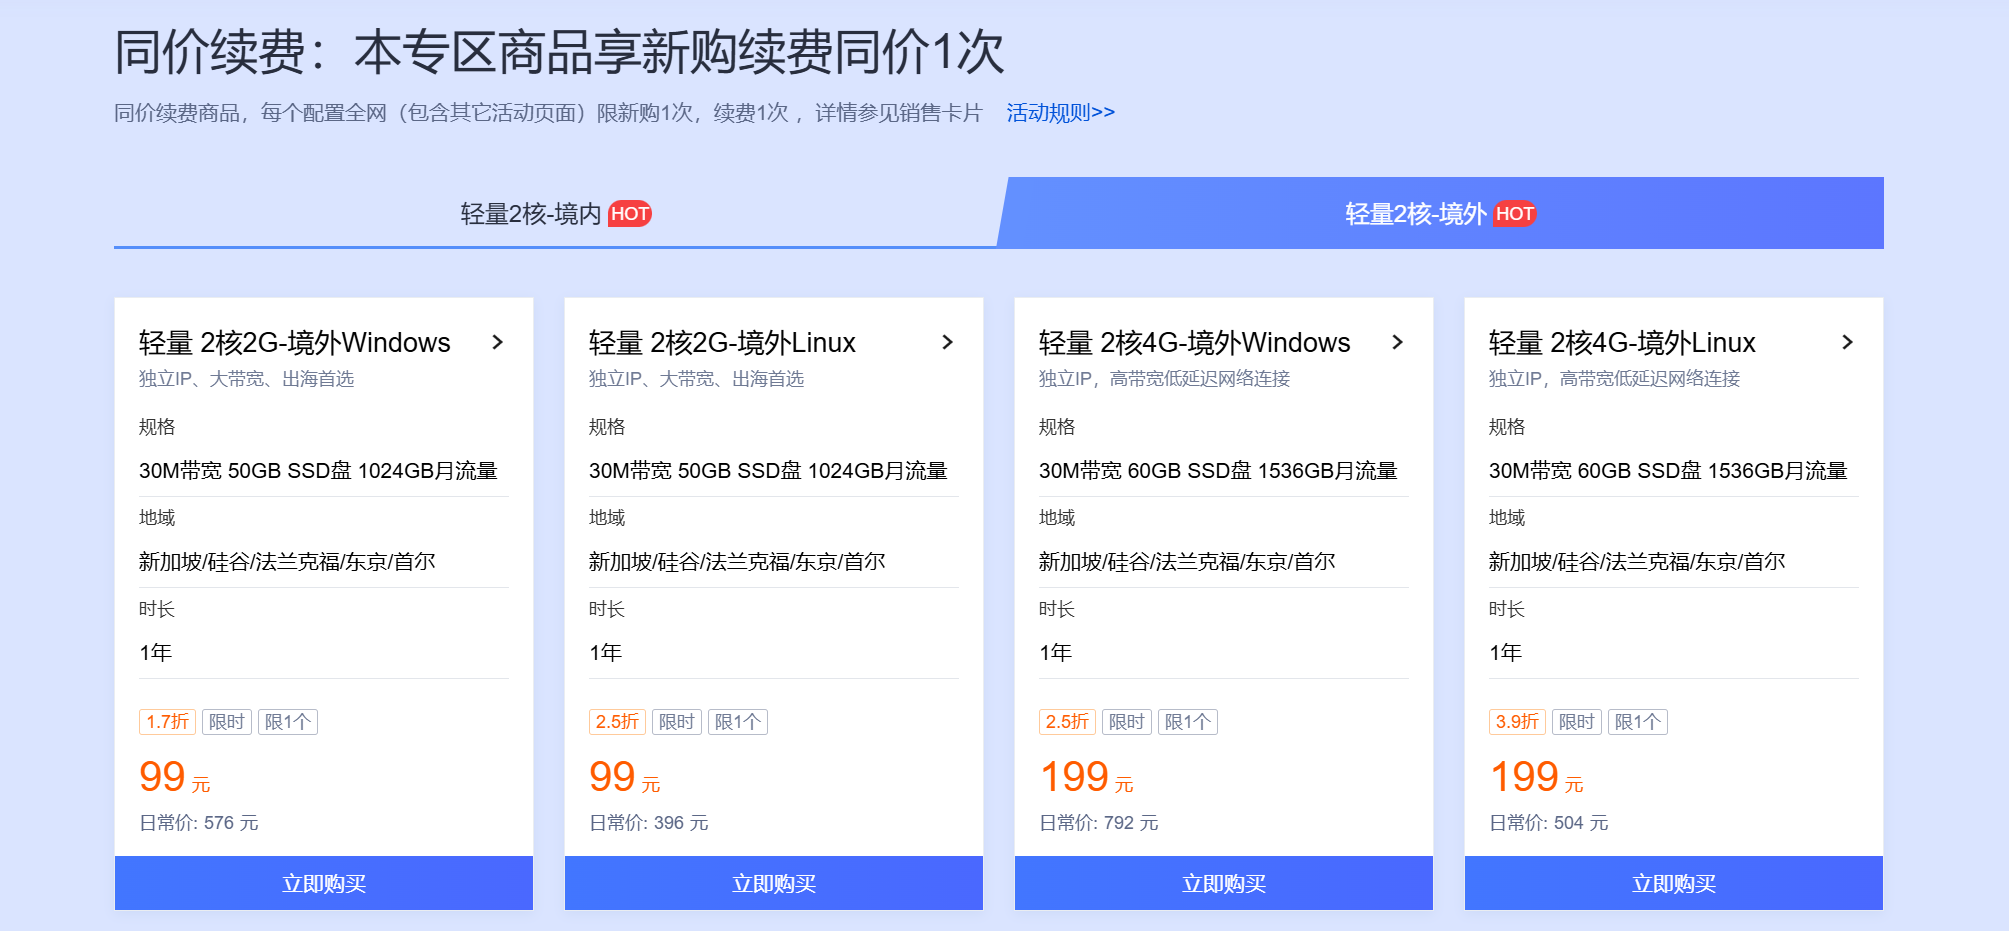 同价续费：本专区商品享新购续费同价1次
同价续费商品，每个配置全网（包含其它活动页面）限新购1次，续费1次 ，详情参见销售卡片 活动规则>>
轻量2核-境内 HOT
轻量2核-境外 HOT
轻量 2核2G-境外Windows
独立IP、大带宽、出海首选
规格
30M带宽 50GB SSD盘 1024GB月流量
地域
新加坡/硅谷/法兰克福/东京/首尔
时长
1年
1.7折 限时 限1个
99 元
日常价: 576 元
立即购买
轻量 2核2G-境外Linux
独立IP、大带宽、出海首选
规格
30M带宽 50GB SSD盘 1024GB月流量
地域
新加坡/硅谷/法兰克福/东京/首尔
时长
1年
2.5折 限时 限1个
99 元
日常价: 396 元
立即购买
轻量 2核4G-境外Windows
独立IP，高带宽低延迟网络连接
规格
30M带宽 60GB SSD盘 1536GB月流量
地域
新加坡/硅谷/法兰克福/东京/首尔
时长
1年
2.5折 限时 限1个
199 元
日常价: 792 元
立即购买
轻量 2核4G-境外Linux
独立IP，高带宽低延迟网络连接
规格
30M带宽 60GB SSD盘 1536GB月流量
地域
新加坡/硅谷/法兰克福/东京/首尔
时长
1年
3.9折 限时 限1个
199 元
日常价: 504 元
立即购买